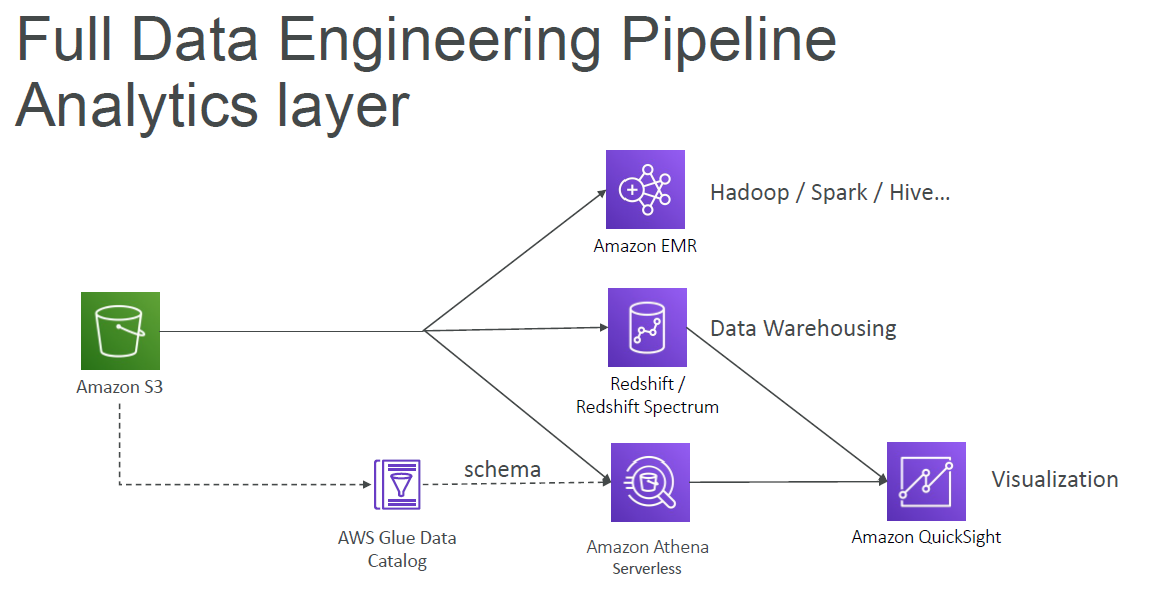 Full Data Engineering Pipeline
Analytics layer
Hadoop / Spark / Hive…
Amazon EMR
Data Warehousing
Redshift /
Redshift Spectrum
Amazon S3
schema
Visualization
AWS Glue Data
Catalog
Amazon Athena
Serverless
Amazon QuickSight